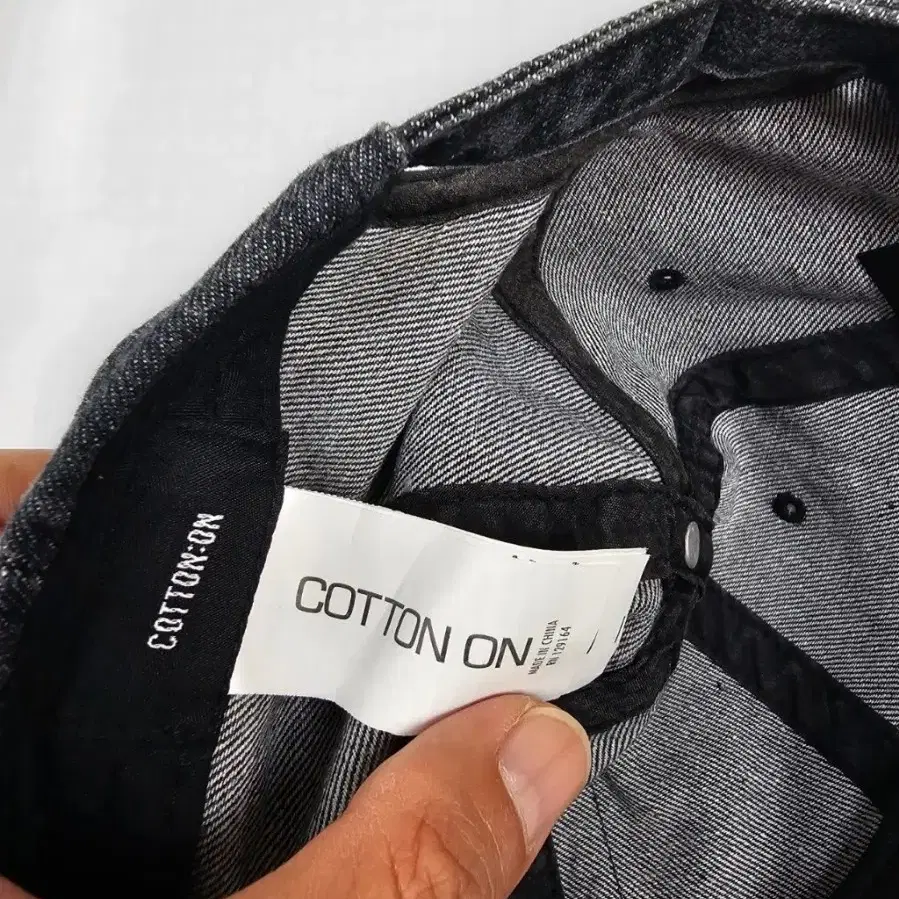 COTTON:ON
COTTON ON
MADE IN CHINA
RN 129164